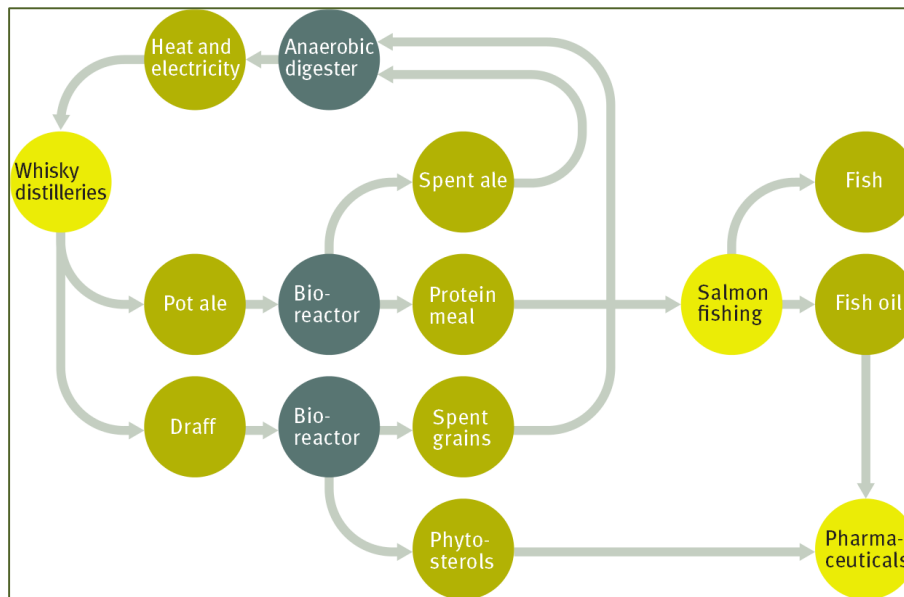 Heat and
electricity
Anaerobic
digester
Whisky
distilleries
Spent ale
Fish
Pot ale
Bio-
reactor
Protein
meal
Salmon
fishing
Fish oil
Draff
Bio-
reactor
Spent
grains
Phyto-
sterols
Pharma-
ceuticals